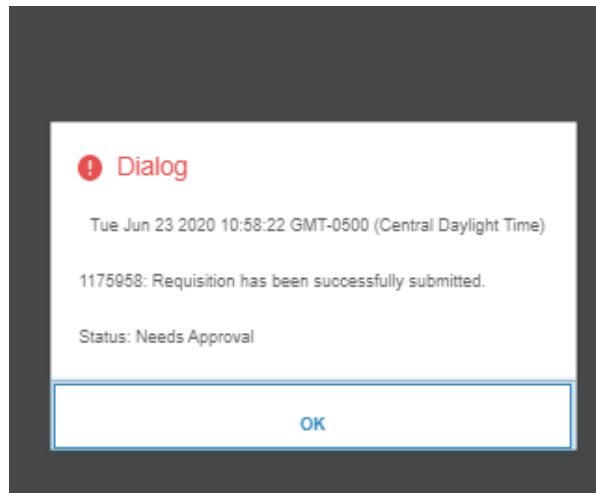 Dialog
Tue Jun 23 2020 10:58:22 GMT-0500 (Central Daylight Time)
1175958: Requisition has been successfully submitted.
Status: Needs Approval
OK